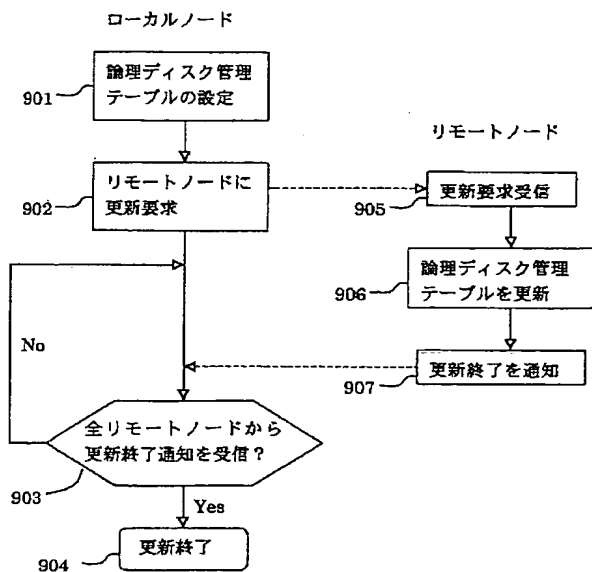 ローカルノード
901
論理ディスク管理
テーブルの設定
リモートノード
902
リモートノードに
更新要求
905
更新要求受信
906
論理ディスク管理
テーブルを更新
No
907
更新終了を通知
全リモートノードから
更新終了通知を受信？
903
Yes
904
更新終了